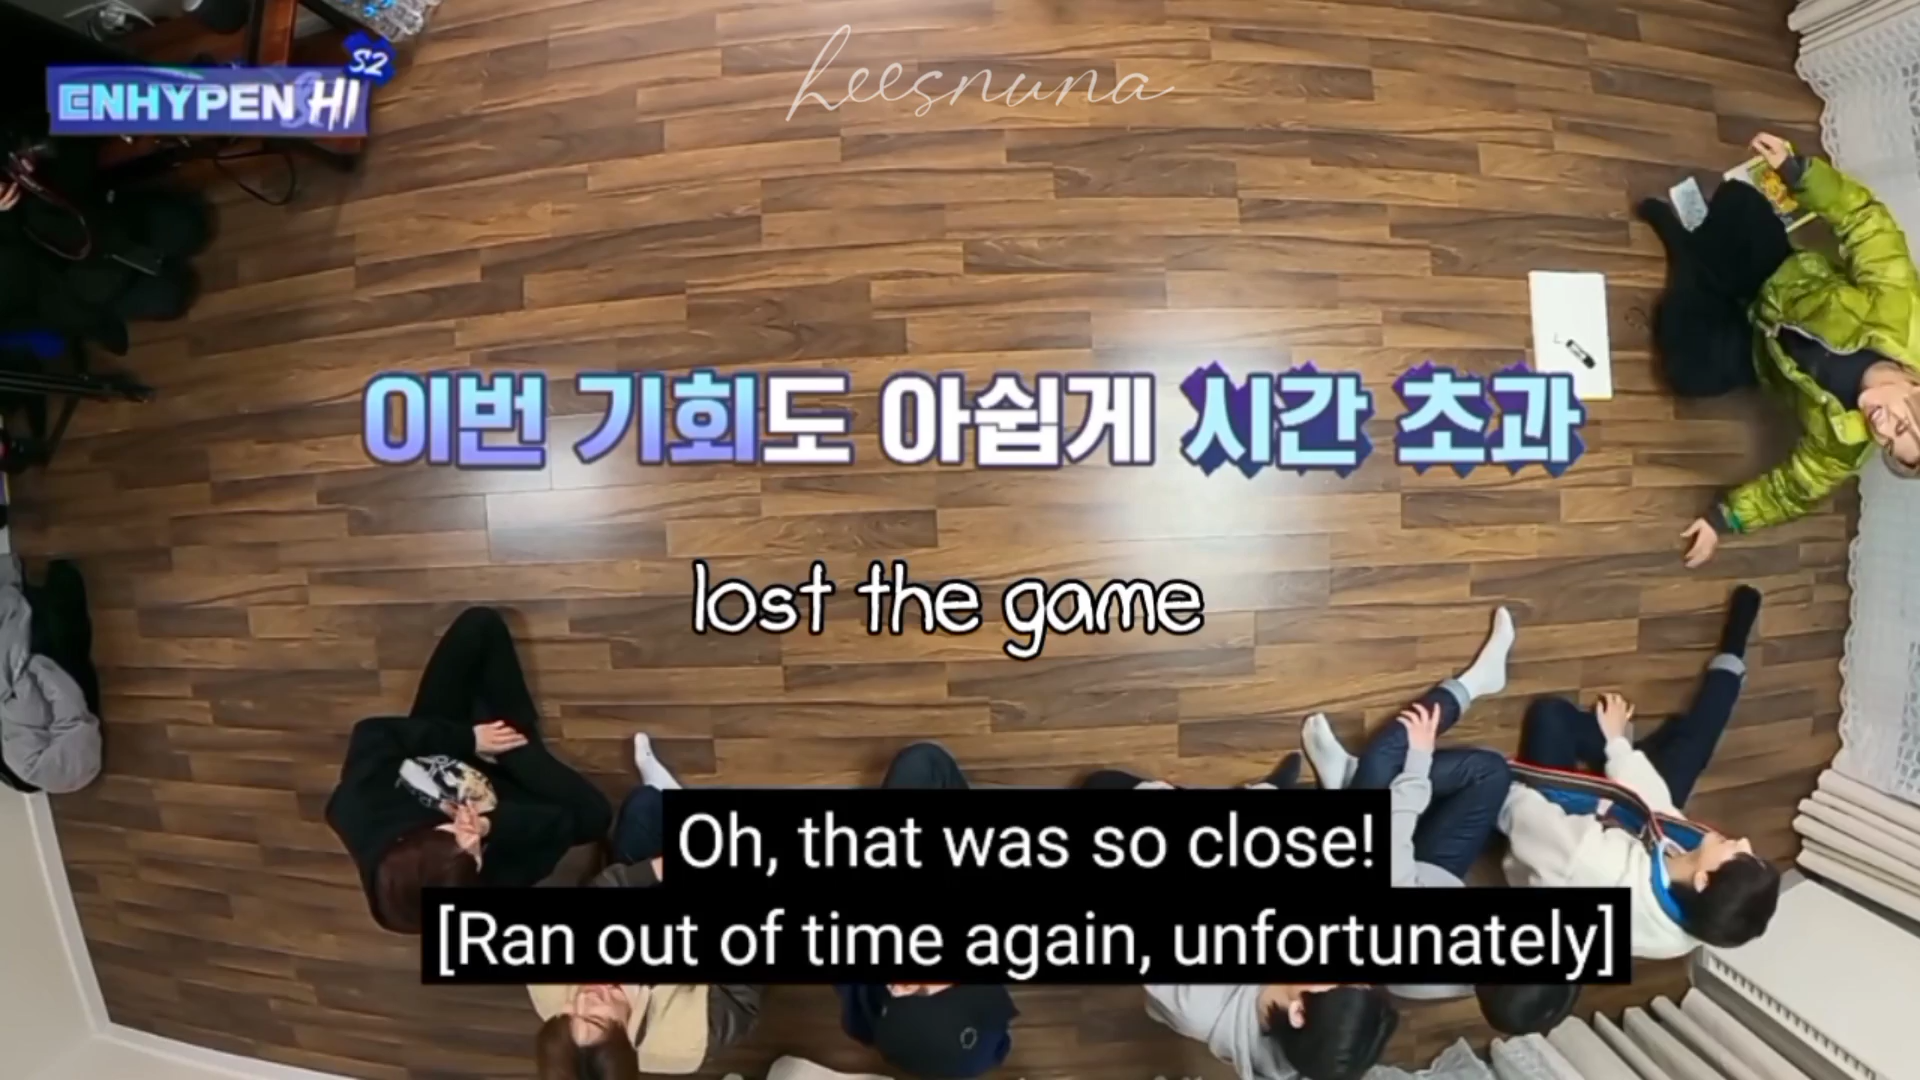 S2
ENHYPEN&HI
heesnuna
이번 기회도 아쉽게 시간 초과
lost the game
Oh, that was so close!
[Ran out of time again, unfortunately]